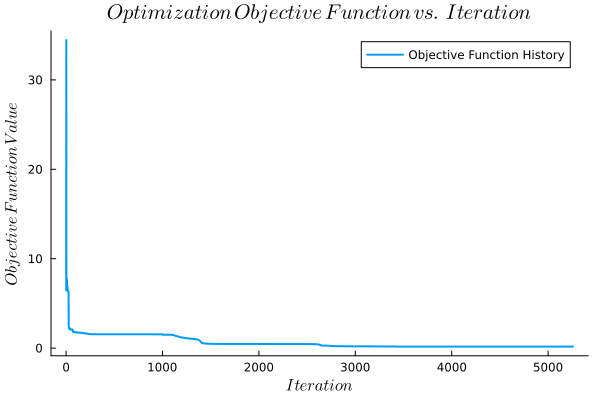 Optimization Objective Function vs. Iteration
Objective Function History
Objective Function Value
30
20
10
0
0 1000 2000 3000 4000 5000
Iteration